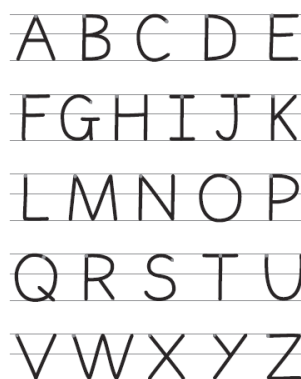 A B C D E
F G H I J K
L M N O P
Q R S T U
V W X Y Z